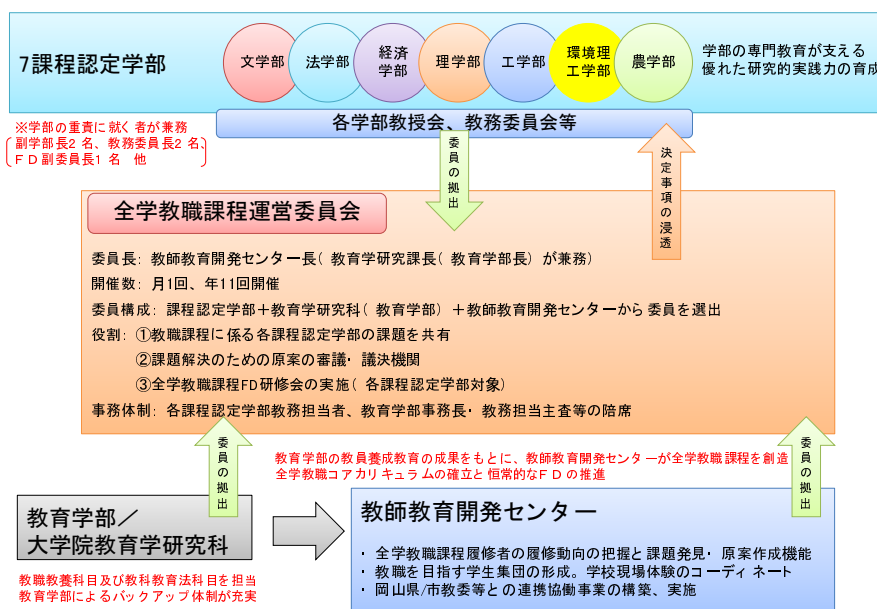 7課程認定学部
文学部
法学部
経済
学部
理学部
工学部
環境理
工学部
農学部
学部の専門教育が支える
優れた研究的実践力の育成
各学部教授会、教務委員会等
※学部の重責に就く者が兼務
副学部長2名、教務委員長2名、
FD副委員長1名 他
委員の拠出
決定事項の浸透
全学教職課程運営委員会
委員長: 教師教育開発センター長(教育学研究課長(教育学部長)が兼務)
開催数: 月1回、年11回開催
委員構成: 課程認定学部+教育学研究科(教育学部)+教師教育開発センターから委員を選出
役割: ①教職課程に係る各課程認定学部の課題を共有
②課題解決のための原案の審議・議決機関
③全学教職課程FD研修会の実施(各課程認定学部対象)
事務体制: 各課程認定学部教務担当者、教育学部事務長・教務担当主査等の陪席
委員の拠出
教育学部の教員養成教育の成果をもとに、教師教育開発センターが全学教職課程を創造
全学教職コアカリキュラムの確立と恒常的なFDの推進
委員の拠出
教育学部/
大学院教育学研究科
教職教養科目及び教科教育法科目を担当
教育学部によるバックアップ体制が充実
教師教育開発センター
・ 全学教職課程履修者の履修動向の把握と課題発見・原案作成機能
・ 教職を目指す学生集団の形成。学校現場体験のコーディネート
・ 岡山県/市教委等との連携協働事業の構築、実施